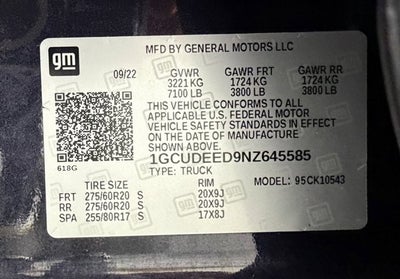 gm
MFD BY GENERAL MOTORS LLC
09/22 GVWR GAWR FRT GAWR RR
3221 KG 1724 KG 1724 KG
7100 LB 3800 LB 3800 LB
THIS VEHICLE CONFORMS TO ALL
APPLICABLE U.S. FEDERAL MOTOR
VEHICLE SAFETY STANDARDS IN EFFECT
ON THE DATE OF MANUFACTURE
SHOWN ABOVE.
1GCUDEED9NZ645585
618G TYPE: TRUCK
TIRE SIZE RIM MODEL: 95CK10543
FRT 275/60R20 S 20X9J
RR 275/60R20 S 20X9J
SPA 255/80R17 S 17X8J